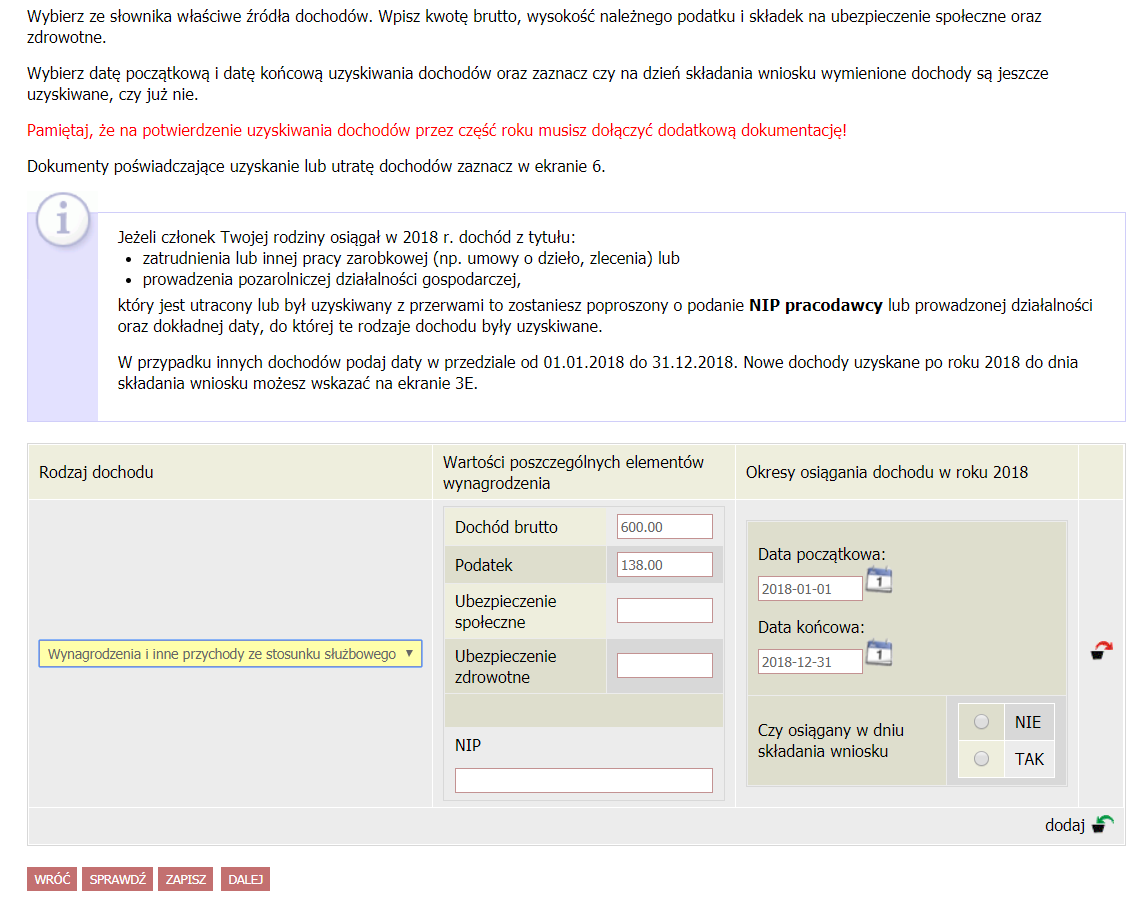 Wybierz ze słownika właściwe źródła dochodów. Wpisz kwotę brutto, wysokość należnego podatku i składek na ubezpieczenie społeczne oraz
zdrowotne.
Wybierz datę początkową i datę końcową uzyskiwania dochodów oraz zaznacz czy na dzień składania wniosku wymienione dochody są jeszcze
uzyskiwane, czy już nie.
Pamiętaj, że na potwierdzenie uzyskiwania dochodów przez część roku musisz dołączyć dodatkową dokumentację!
Dokumenty poświadczające uzyskanie lub utratę dochodów zaznacz w ekranie 6.
i
Jeżeli członek Twojej rodziny osiągał w 2018 r. dochód z tytułu:
• zatrudnienia lub innej pracy zarobkowej (np. umowy o dzieło, zlecenia) lub
• prowadzenia pozarolniczej działalności gospodarczej,
który jest utracony lub był uzyskiwany z przerwami to zostaniesz poproszony o podanie NIP pracodawcy lub prowadzonej działalności
oraz dokładnej daty, do której te rodzaje dochodu były uzyskiwane.
W przypadku innych dochodów podaj daty w przedziale od 01.01.2018 do 31.12.2018. Nowe dochody uzyskane po roku 2018 do dnia
składania wniosku możesz wskazać na ekranie 3E.
Rodzaj dochodu
Wartości poszczególnych elementów
wynagrodzenia
Okresy osiągania dochodu w roku 2018
Wynagrodzenia i inne przychody ze stosunku służbowego
Dochód brutto
600.00
Podatek
138.00
Ubezpieczenie
społeczne
Ubezpieczenie
zdrowotne
NIP
Data początkowa:
2018-01-01
1
Data końcowa:
2018-12-31
1
Czy osiągany w dniu
składania wniosku
NIE
TAK
dodaj
WRÓĆ
SPRAWDŹ
ZAPISZ
DALEJ